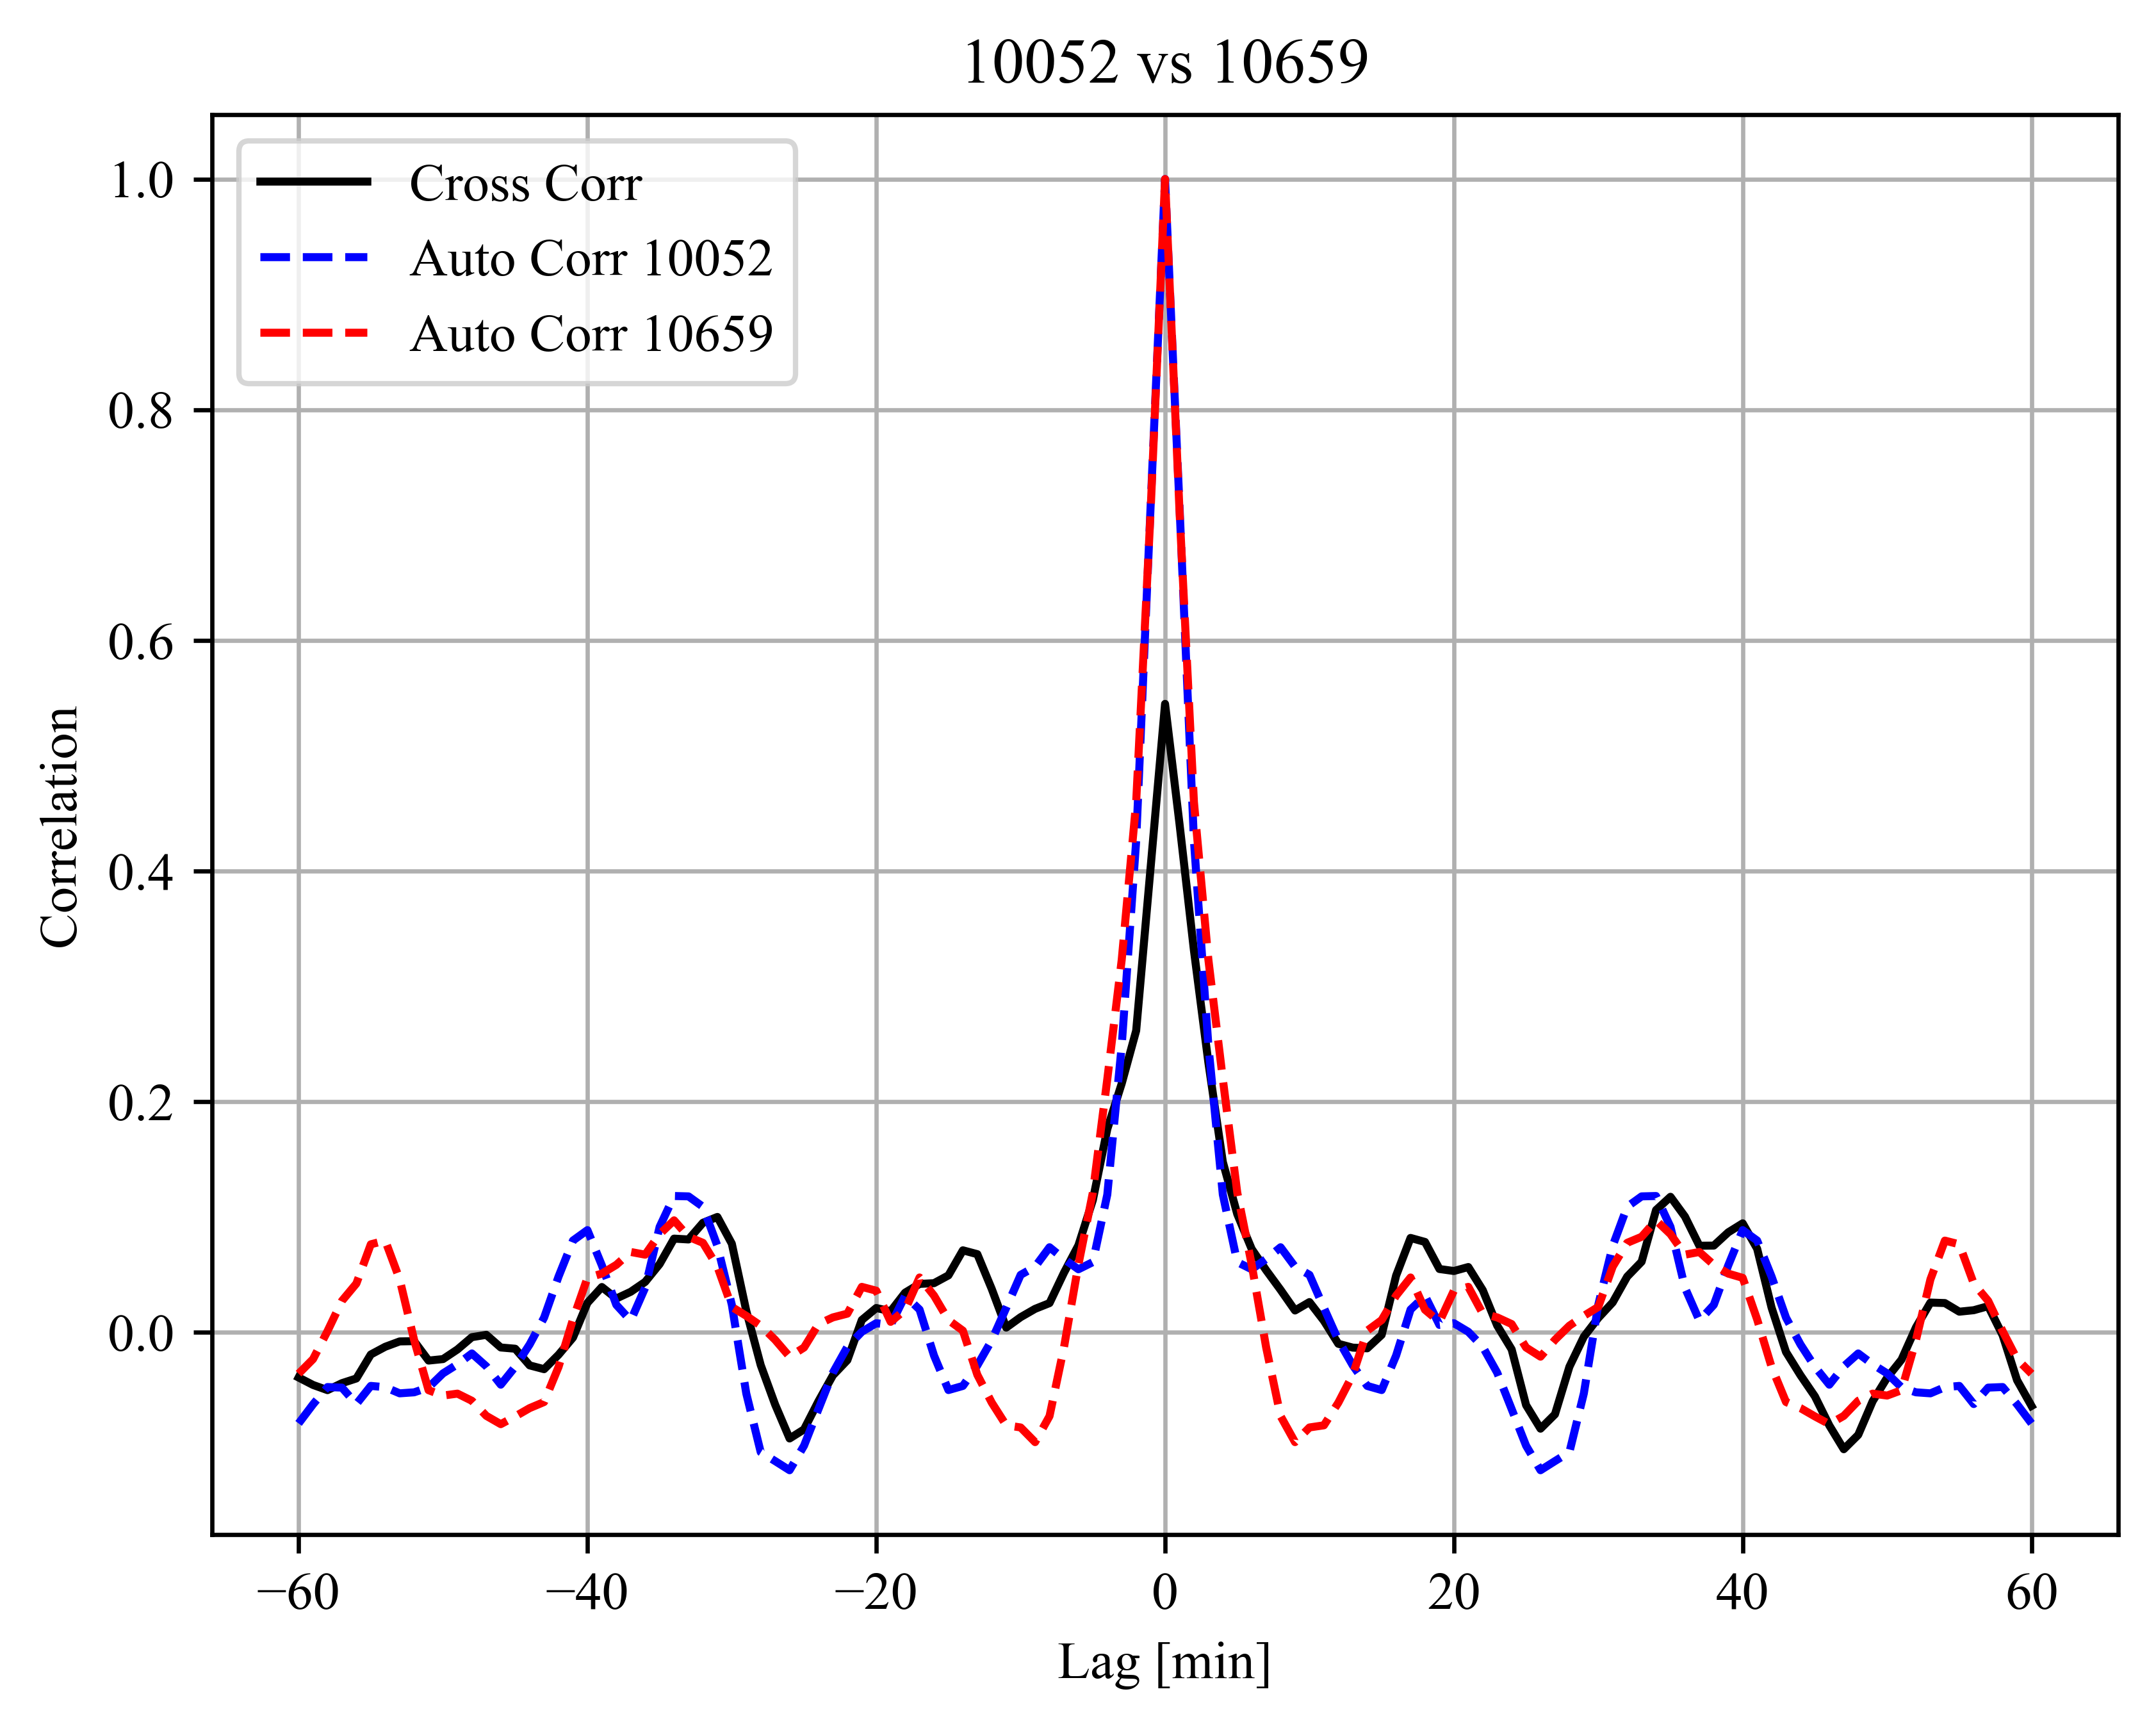 10052 vs 10659
Cross Corr
Auto Corr 10052
Auto Corr 10659
1.0
0.8
0.6
0.4
0.2
0.0
Correlation
−60 −40 −20 0 20 40 60
Lag [min]